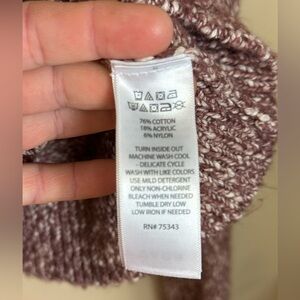 76% COTTON
18% ACRYLIC
6% NYLON
TURN INSIDE OUT
MACHINE WASH COOL
- DELICATE CYCLE
WASH WITH LIKE COLORS
USE MILD DETERGENT
ONLY NON-CHLORINE
BLEACH WHEN NEEDED
TUMBLE DRY LOW
LOW IRON IF NEEDED
RN# 75343